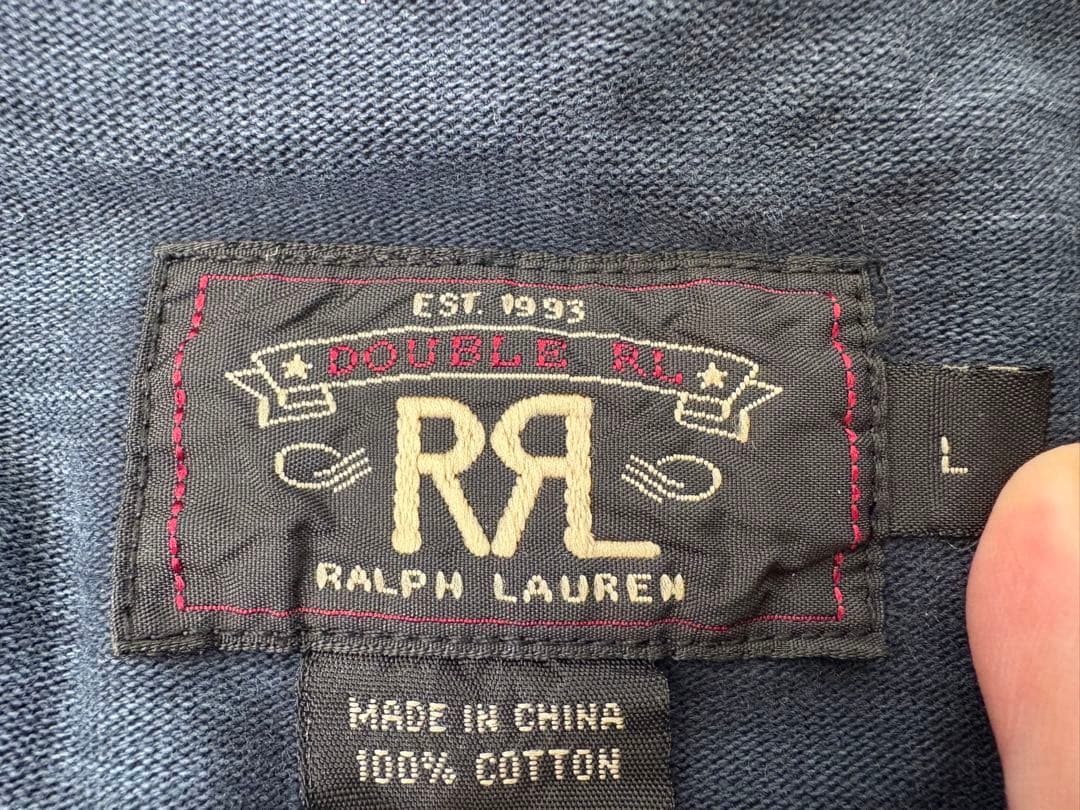 EST. 1993
DOUBLE RL
RRL
RALPH LAUREN
L
MADE IN CHINA
100% COTTON